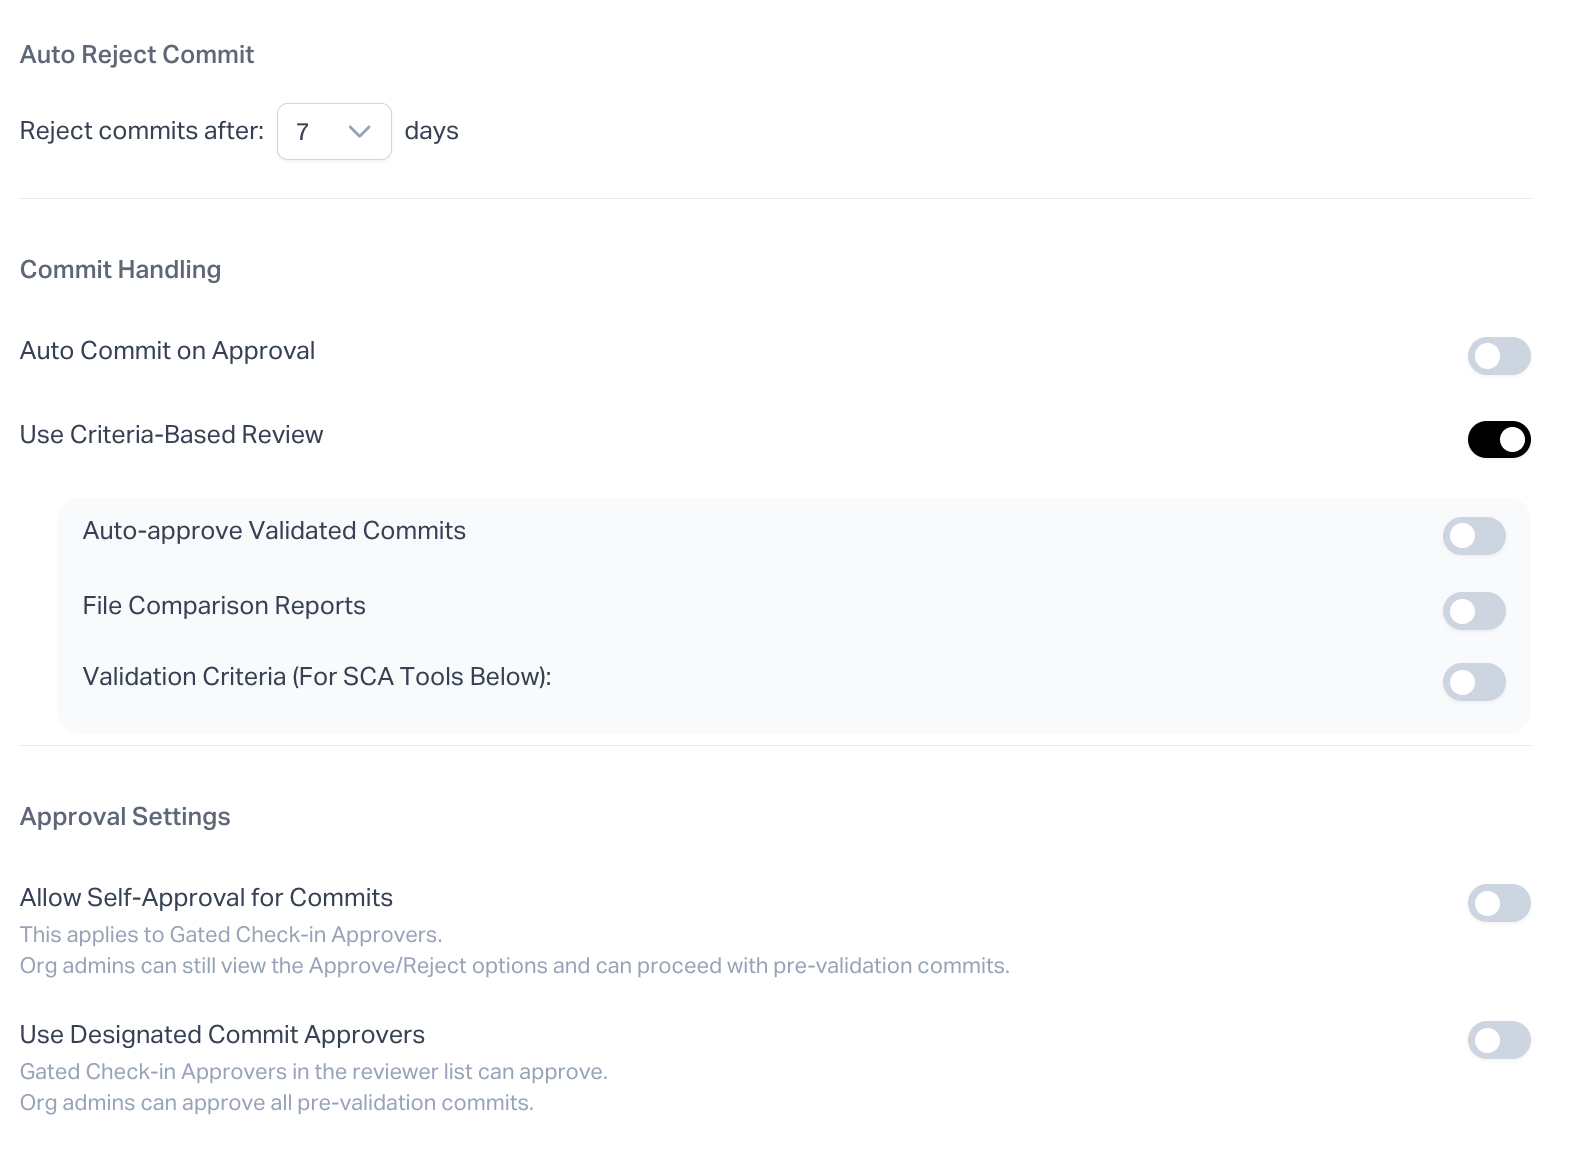 Auto Reject Commit
Reject commits after: 7 days
Commit Handling
Auto Commit on Approval
Use Criteria-Based Review
Auto-approve Validated Commits
File Comparison Reports
Validation Criteria (For SCA Tools Below):
Approval Settings
Allow Self-Approval for Commits
This applies to Gated Check-in Approvers.
Org admins can still view the Approve/Reject options and can proceed with pre-validation commits.
Use Designated Commit Approvers
Gated Check-in Approvers in the reviewer list can approve.
Org admins can approve all pre-validation commits.